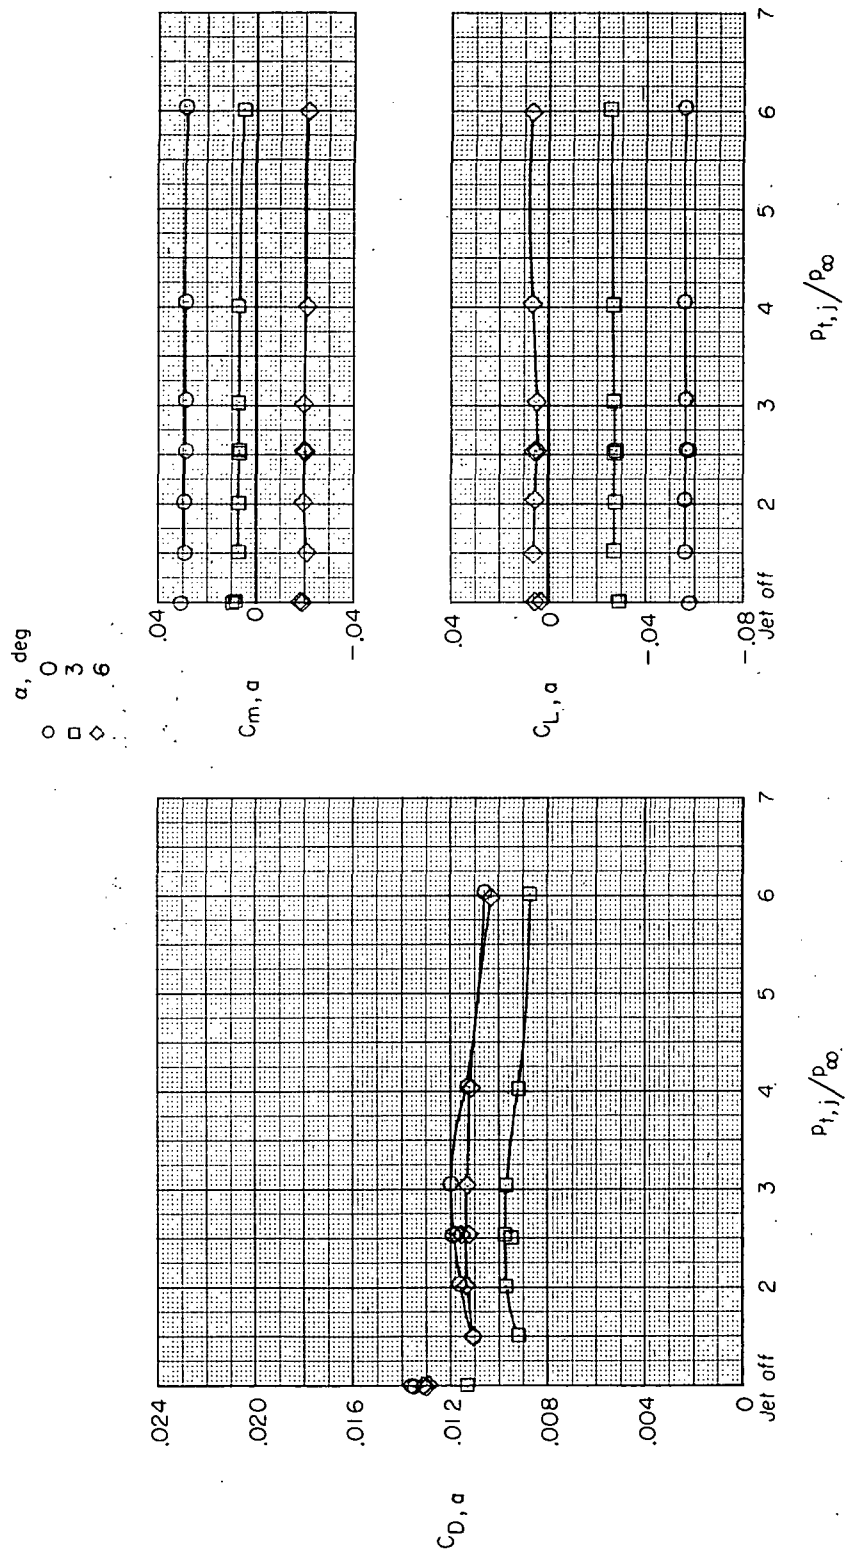 α, deg
○ 0
□ 3
◇ 6
.04
0
-.04
C_m, a
.04
0
-.04
-.08
C_L, a
Jet off 2 3 4 5 6 7
p_t, j/p_∞
.024
.020
.016
.012
.008
.004
0
C_D, a
Jet off 2 3 4 5 6 7
p_t, j/p_∞